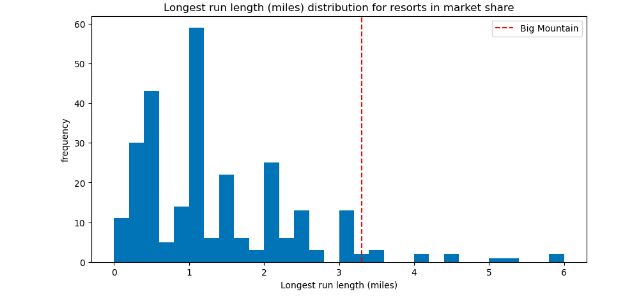 Longest run length (miles) distribution for resorts in market share
Big Mountain
60
50
40
30
20
10
0
frequency
0 1 2 3 4 5 6
Longest run length (miles)